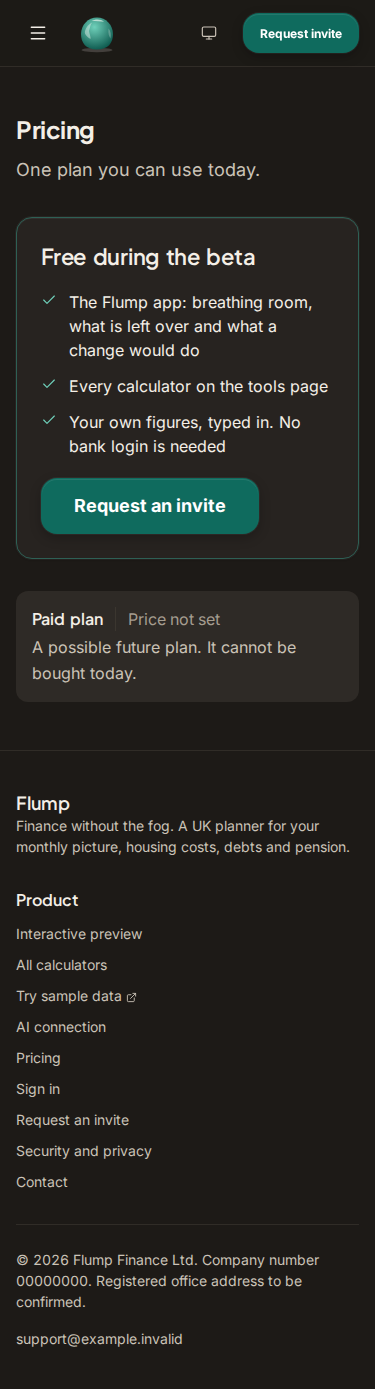 Request invite
Pricing
One plan you can use today.
Free during the beta
The Flump app: breathing room,
what is left over and what a
change would do
Every calculator on the tools page
Your own figures, typed in. No
bank login is needed
Request an invite
Paid plan
Price not set
A possible future plan. It cannot be
bought today.
Flump
Finance without the fog. A UK planner for your
monthly picture, housing costs, debts and pension.
Product
Interactive preview
All calculators
Try sample data
AI connection
Pricing
Sign in
Request an invite
Security and privacy
Contact
© 2026 Flump Finance Ltd. Company number
00000000. Registered office address to be
confirmed.
support@example.invalid